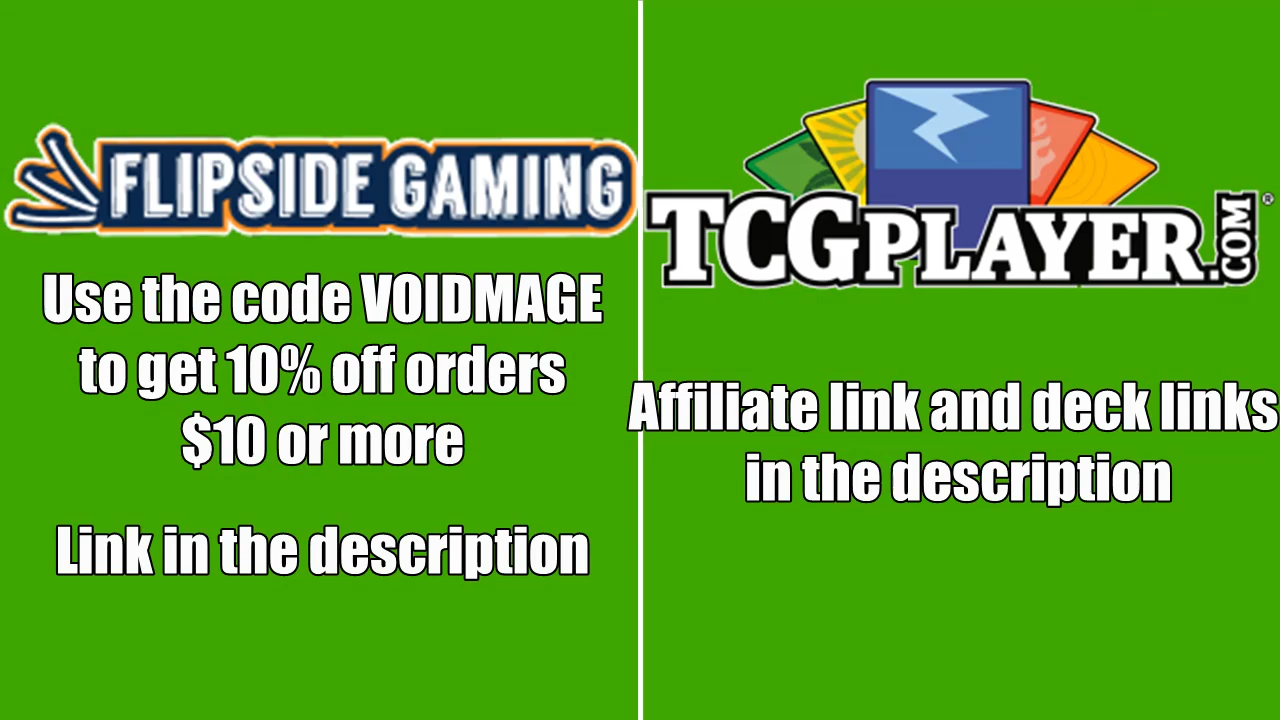 FLIPSIDE GAMING
Use the code VOIDMAGE
to get 10% off orders
$10 or more
Link in the description
TCGPLAYER.COM®
Affiliate link and deck links
in the description